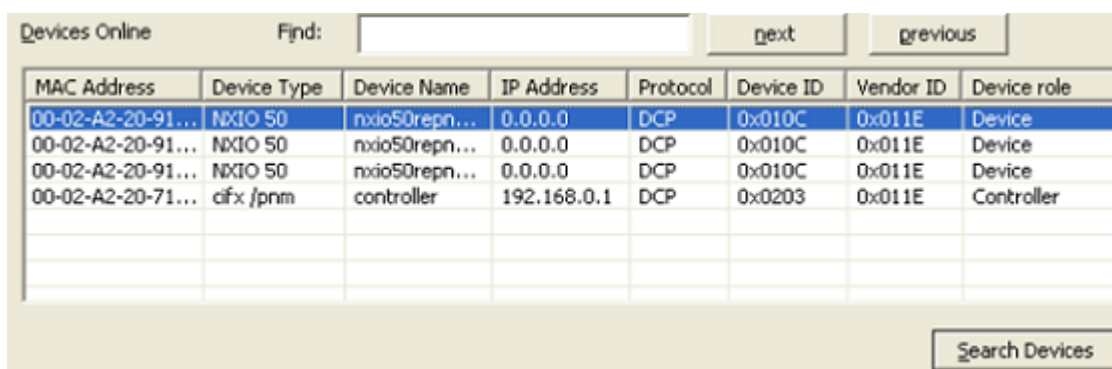 Devices Online Find: next previous
MAC Address Device Type Device Name IP Address Protocol Device ID Vendor ID Device role
00-02-A2-20-91... NXIO 50 nxio50repn... 0.0.0.0 DCP 0x010C 0x011E Device
00-02-A2-20-91... NXIO 50 nxio50repn... 0.0.0.0 DCP 0x010C 0x011E Device
00-02-A2-20-91... NXIO 50 nxio50repn... 0.0.0.0 DCP 0x010C 0x011E Device
00-02-A2-20-71... cifx /pnm controller 192.168.0.1 DCP 0x0203 0x011E Controller
Search Devices